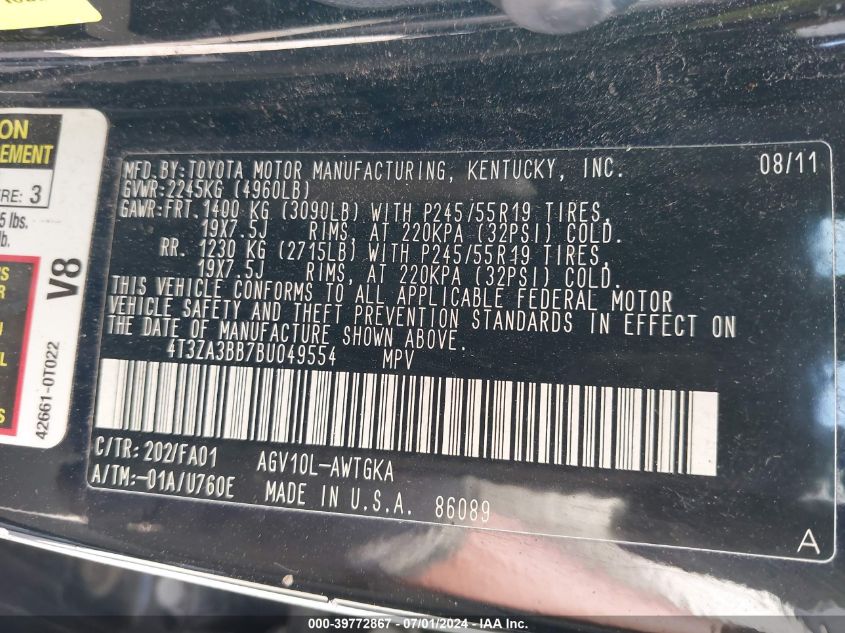 ON
EMENT
RE: 3
5 lbs.
lb.
V8
42661-0T022
MFD. BY: TOYOTA MOTOR MANUFACTURING, KENTUCKY, INC. 08/11
GVWR: 2245KG (4960LB)
GAWR: FRT. 1400 KG (3090LB) WITH P245/55R19 TIRES,
19X7.5J RIMS, AT 220KPA (32PSI) COLD.
RR. 1230 KG (2715LB) WITH P245/55R19 TIRES,
19X7.5J RIMS, AT 220KPA (32PSI) COLD.
THIS VEHICLE CONFORMS TO ALL APPLICABLE FEDERAL MOTOR
VEHICLE SAFETY AND THEFT PREVENTION STANDARDS IN EFFECT ON
THE DATE OF MANUFACTURE SHOWN ABOVE.
4T3ZA3BB7BU049554 MPV
C/TR: 202/FA01 AGV10L-AWTGKA
A/TM: -01A/U760E MADE IN U.S.A. 86089
A
000-39772867 - 07/01/2024 - IAA, Inc.